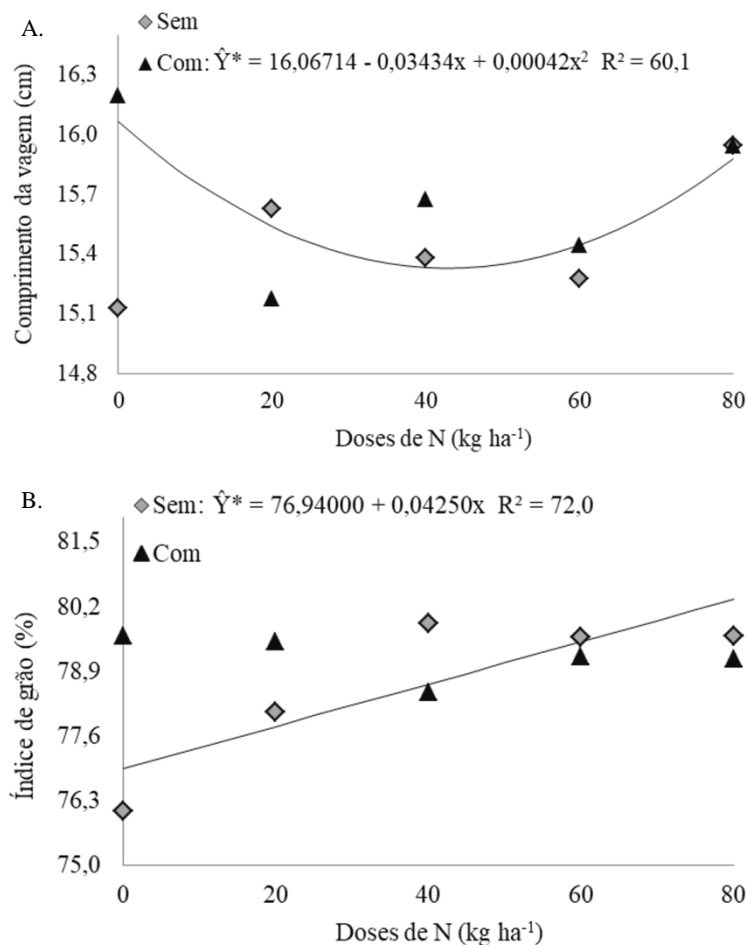 A.
Sem
Com: Ŷ* = 16,06714 - 0,03434x + 0,00042x² R² = 60,1
Comprimento da vagem (cm)
16,3
16,0
15,7
15,4
15,1
14,8
0 20 40 60 80
Doses de N (kg ha⁻¹)
B.
Sem: Ŷ* = 76,94000 + 0,04250x R² = 72,0
Com
Índice de grão (%)
81,5
80,2
78,9
77,6
76,3
75,0
0 20 40 60 80
Doses de N (kg ha⁻¹)